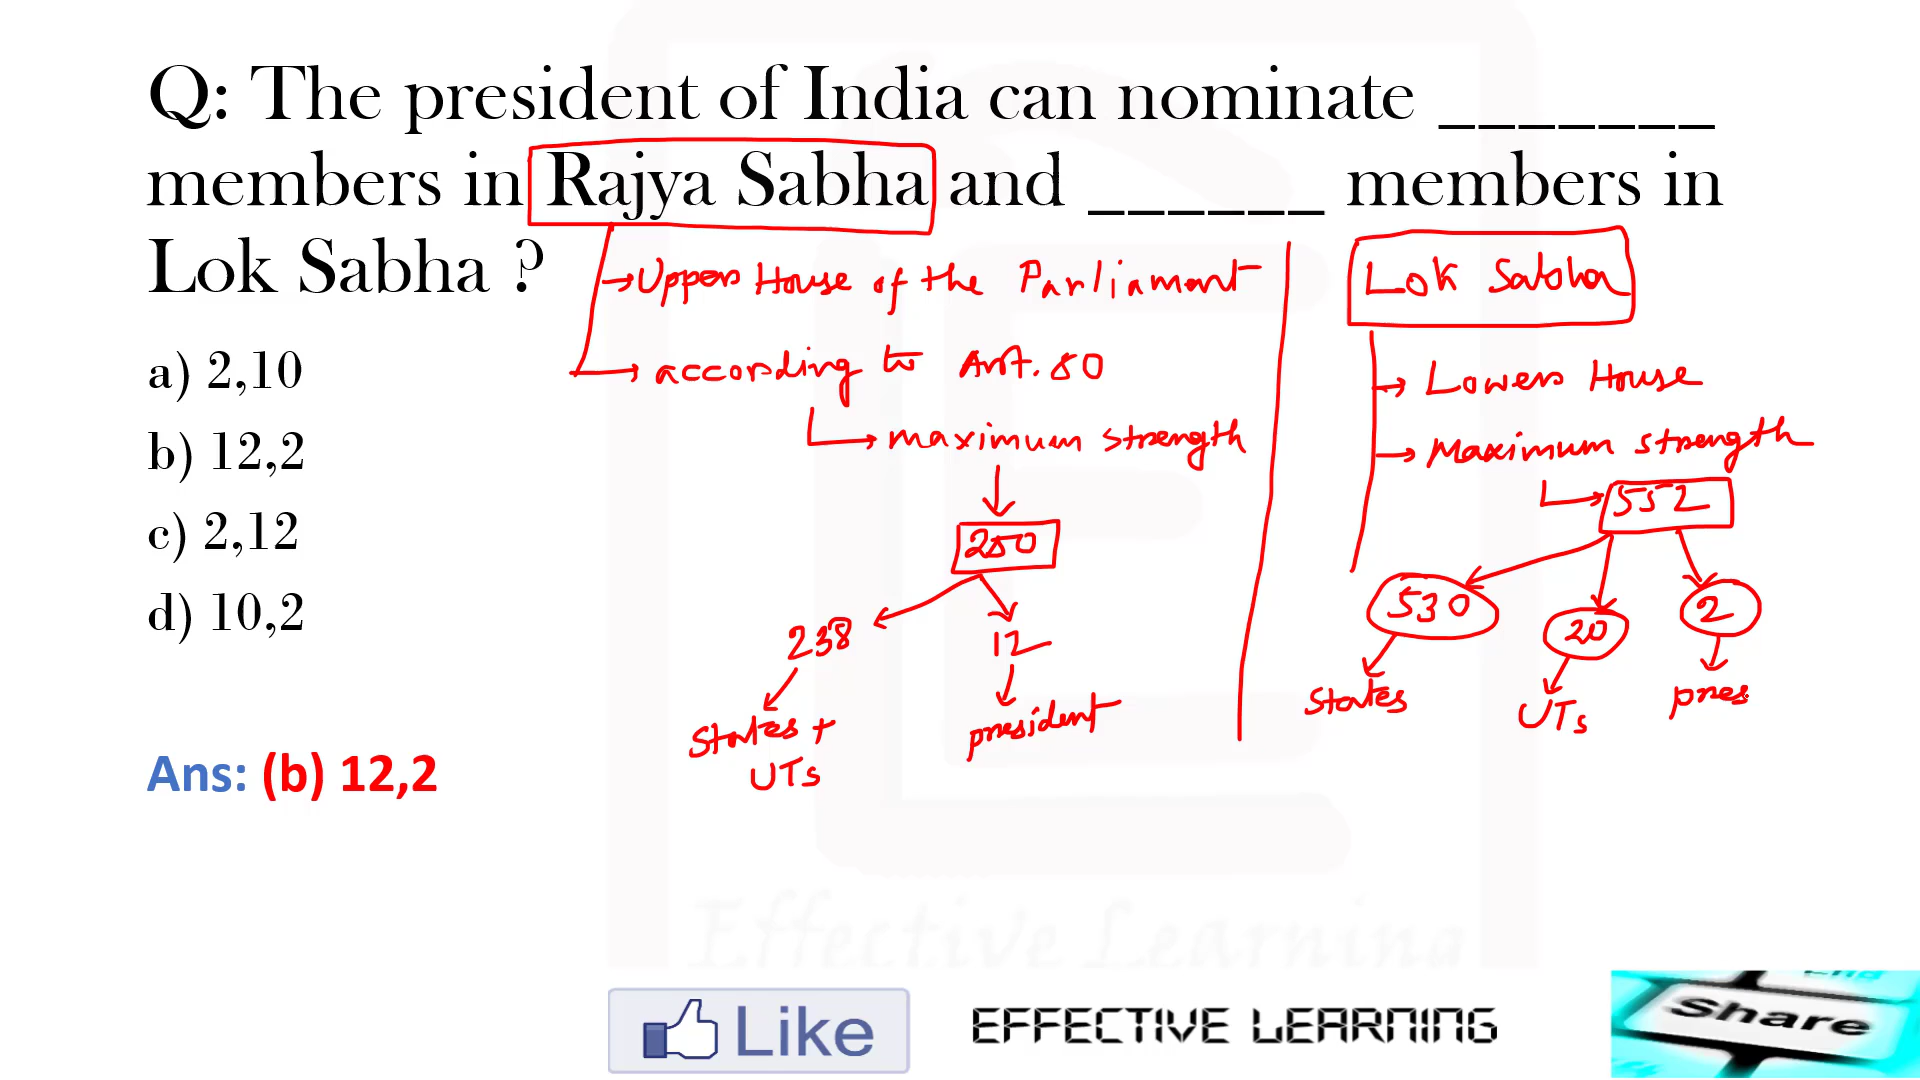 Q: The president of India can nominate _______
members in Rajya Sabha and ______ members in
Lok Sabha ?
a) 2,10
b) 12,2
c) 2,12
d) 10,2
Ans: (b) 12,2
→ Upper House of the Parliament
→ according to Art. 80
→ maximum strength
250
238
12
States +
UTs
president
Lok Sabha
→ Lower House
→ Maximum strength
552
530
20
2
States
UTs
pres
Effective Learning
Like
EFFECTIVE LEARNING
End
Share